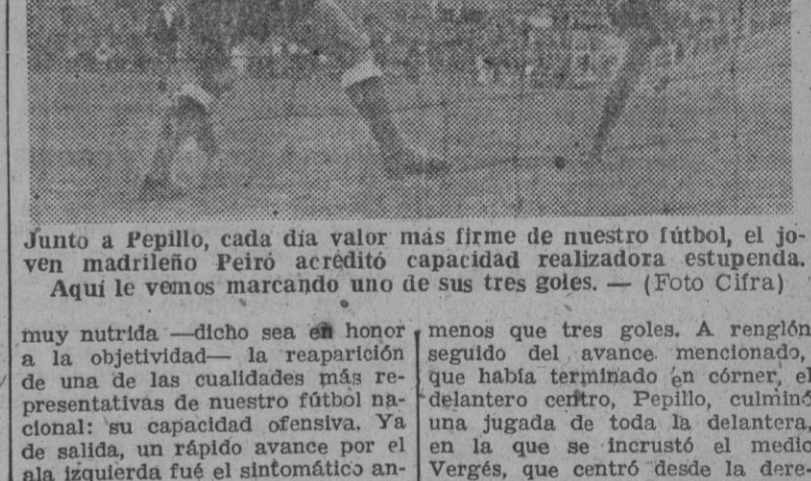 Junto a Pepillo, cada día valor más firme de nuestro fútbol, el jo-
ven madrileño Peiró acréditó capacidad realizadora estupenda.
Aquí le vemos marcando uno de sus tres goles. — (Foto Cifra)
muy nutrida —dicho sea en honor
a la objetividad— la reaparición
de una de las cualidades más re-
presentativas de nuestro fútbol na-
cional: su capacidad ofensiva. Ya
de salida, un rápido avance por el
ala izquierda fué el sintomático an-
menos que tres goles. A renglón
seguido del avance mencionado,
que había terminado en córner, el
delantero centro, Pepillo, culminó
una jugada de toda la delantera,
en la que se incrustó el medio
Vergés, que centró desde la dere-